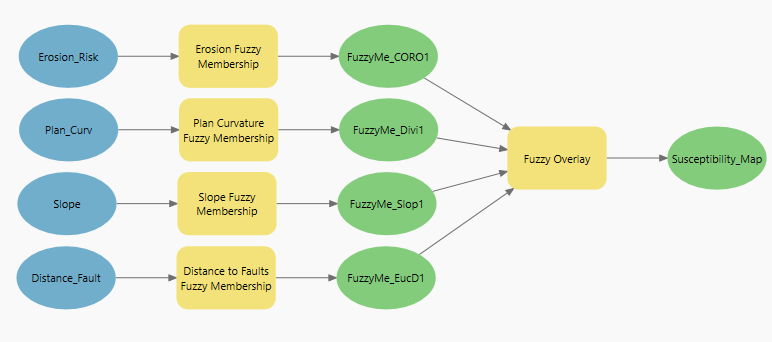 Erosion_Risk
Erosion Fuzzy
Membership
FuzzyMe_CORO1
Plan_Curv
Plan Curvature
Fuzzy Membership
FuzzyMe_Divi1
Fuzzy Overlay
Susceptibility_Map
Slope
Slope Fuzzy
Membership
FuzzyMe_Slop1
Distance_Fault
Distance to Faults
Fuzzy Membership
FuzzyMe_EucD1